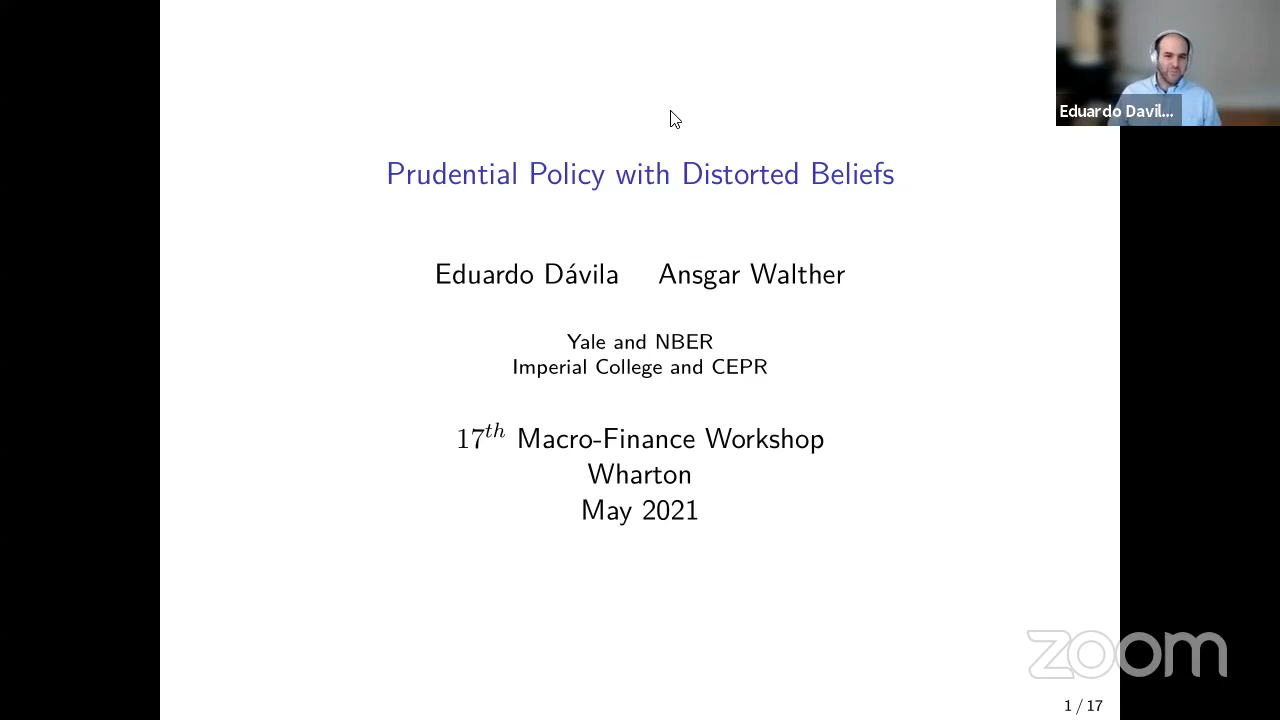 Eduardo Davil...
Prudential Policy with Distorted Beliefs
Eduardo Dávila Ansgar Walther
Yale and NBER
Imperial College and CEPR
17th Macro-Finance Workshop
Wharton
May 2021
zoom
1 / 17